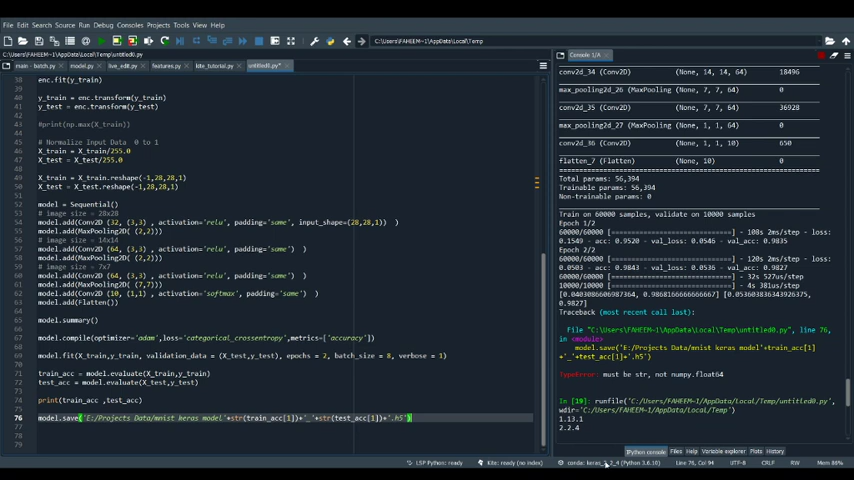 File Edit Search Source Run Debug Consoles Projects Tools View Help
C:/Users/FAHEEM~1/AppData/Local/Temp
C:/Users/FAHEEM~1/AppData/Local/Temp/untitled0.py
main - batch.py model.py live_edit.py features.py kite_tutorial.py untitled0.py*
38 enc.fit(y_train)
39
40 y_train = enc.transform(y_train)
41 y_test = enc.transform(y_test)
42
43 #print(np.max(X_train))
44
45 # Normalize Input Data 0 to 1
46 X_train = X_train/255.0
47 X_test = X_test/255.0
48
49 X_train = X_train.reshape(-1,28,28,1)
50 X_test = X_test.reshape(-1,28,28,1)
51
52 model = Sequential()
53 # image size = 28x28
54 model.add(Conv2D (32, (3,3) , activation='relu', padding='same', input_shape=(28,28,1)) )
55 model.add(MaxPooling2D( (2,2)))
56 # image size = 14x14
57 model.add(Conv2D (64, (3,3) , activation='relu', padding='same') )
58 model.add(MaxPooling2D( (2,2)))
59 # image size = 7x7
60 model.add(Conv2D (64, (3,3) , activation='relu', padding='same') )
61 model.add(MaxPooling2D( (7,7)))
62 model.add(Conv2D (10, (1,1) , activation='softmax', padding='same') )
63 model.add(Flatten())
64
65 model.summary()
66
67 model.compile(optimizer='adam',loss='categorical_crossentropy',metrics=['accuracy'])
68
69 model.fit(X_train,y_train, validation_data = (X_test,y_test), epochs = 2, batch_size = 8, verbose = 1)
70
71 train_acc = model.evaluate(X_train,y_train)
72 test_acc = model.evaluate(X_test,y_test)
73
74 print(train_acc ,test_acc)
75
76 model.save('E:/Projects Data/mnist keras model'+str(train_acc[1])+'_'+str(test_acc[1])+'.h5')
77
78
79
Console 1/A
conv2d_34 (Conv2D) (None, 14, 14, 64) 18496
max_pooling2d_26 (MaxPooling (None, 7, 7, 64) 0
conv2d_35 (Conv2D) (None, 7, 7, 64) 36928
max_pooling2d_27 (MaxPooling (None, 1, 1, 64) 0
conv2d_36 (Conv2D) (None, 1, 1, 10) 650
flatten_7 (Flatten) (None, 10) 0
Total params: 56,394
Trainable params: 56,394
Non-trainable params: 0
Train on 60000 samples, validate on 10000 samples
Epoch 1/2
60000/60000 [==============================] - 108s 2ms/step - loss:
0.1549 - acc: 0.9520 - val_loss: 0.0546 - val_acc: 0.9835
Epoch 2/2
60000/60000 [==============================] - 120s 2ms/step - loss:
0.0503 - acc: 0.9843 - val_loss: 0.0536 - val_acc: 0.9827
60000/60000 [==============================] - 32s 527us/step
10000/10000 [==============================] - 4s 381us/step
0.9827]
Traceback (most recent call last):
File "C:\Users\FAHEEM~1\AppData\Local\Temp\untitled0.py", line
76, in <module>
model.save('E:/Projects Data/mnist keras model'+train_acc[1]
+'_'+test_acc[1]+'.h5')
TypeError: must be str, not numpy.float64
In [19]: runfile('C:/Users/FAHEEM~1/AppData/Local/Temp/untitled0.py',
wdir='C:/Users/FAHEEM~1/AppData/Local/Temp')
1.13.1
2.2.4
IPython console Files Help Variable explorer Plots History
LSP Python: ready Kite: ready (no index) conda: keras_2_2_4 (Python 3.6.10) Line 76, Col 94 UTF-8 CRLF RW Mem 88%